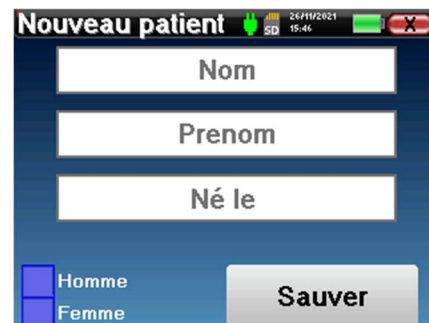 Nouveau patient SD 26/11/2021
15:46 X
Nom
Prenom
Né le
Homme
Femme
Sauver